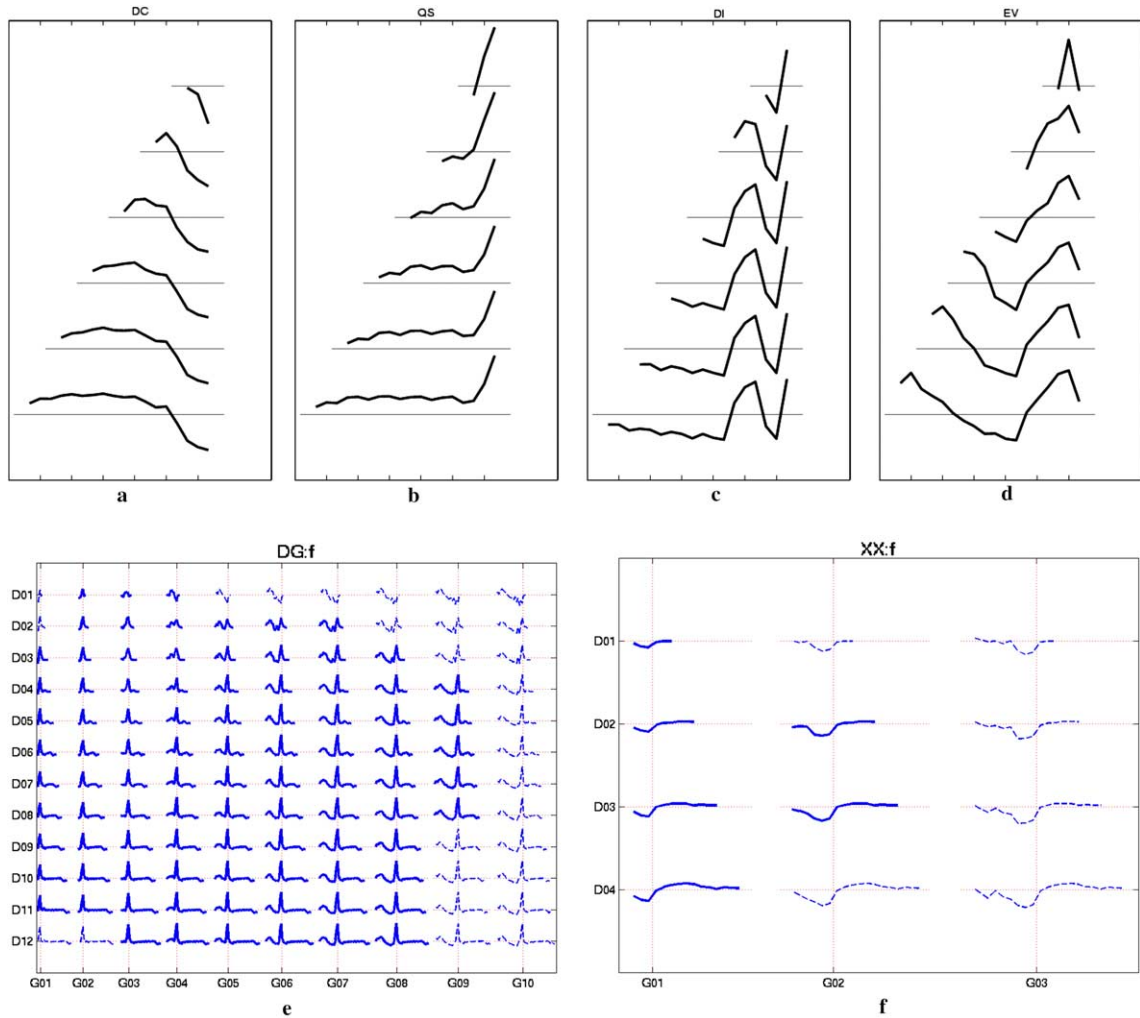 DC QS DI EV
a b c d
DG:f XX:f
D01
D02
D03
D04
D05
D06
D07
D08
D09
D10
D11
D12
G01 G02 G03 G04 G05 G06 G07 G08 G09 G10
e
D01
D02
D03
D04
G01 G02 G03
f